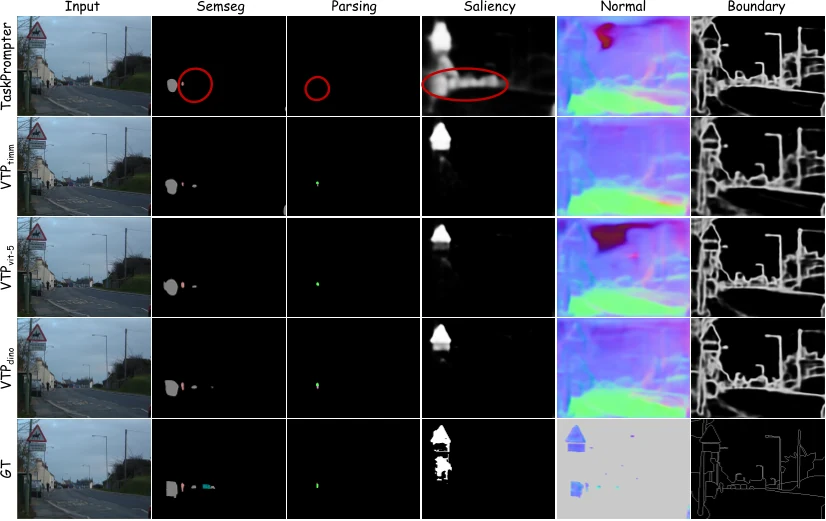 Input Semseg Parsing Saliency Normal Boundary
TaskPrompter
VTPtimm
VTPvit-5
VTPdino
GT